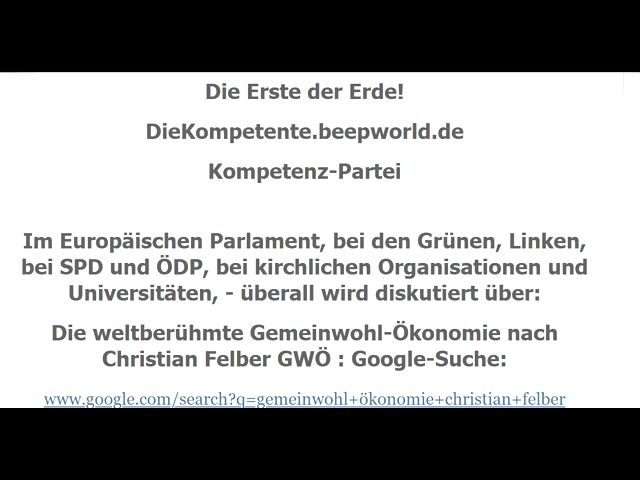 Die Erste der Erde!
DieKompetente.beepworld.de
Kompetenz-Partei
Im Europäischen Parlament, bei den Grünen, Linken,
bei SPD und ÖDP, bei kirchlichen Organisationen und
Universitäten, - überall wird diskutiert über:
Die weltberühmte Gemeinwohl-Ökonomie nach
Christian Felber GWÖ : Google-Suche:
www.google.com/search?q=gemeinwohl+ökonomie+christian+felber